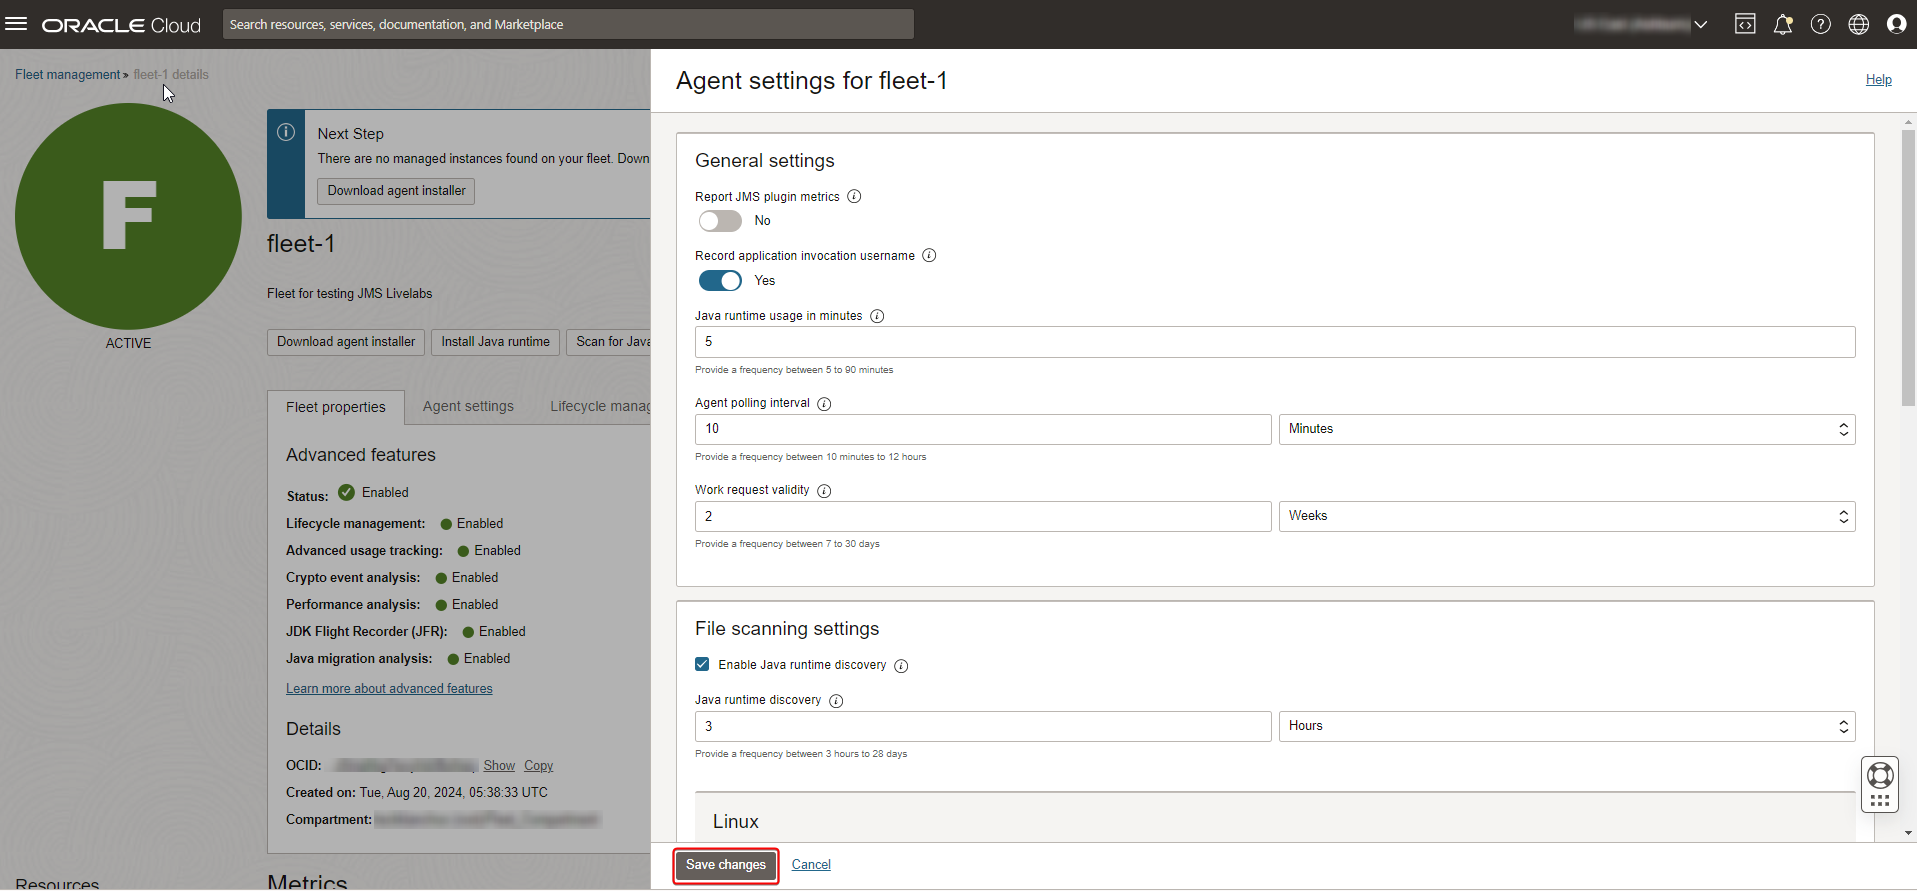 ORACLE Cloud
Search resources, services, documentation, and Marketplace
Fleet management » fleet-1 details
F
ACTIVE
Next Step
There are no managed instances found on your fleet. Down
Download agent installer
fleet-1
Fleet for testing JMS Livelabs
Download agent installer
Install Java runtime
Scan for Java
Fleet properties
Agent settings
Lifecycle manag
Advanced features
Status: Enabled
Lifecycle management: Enabled
Advanced usage tracking: Enabled
Crypto event analysis: Enabled
Performance analysis: Enabled
JDK Flight Recorder (JFR): Enabled
Java migration analysis: Enabled
Learn more about advanced features
Details
OCID: Show Copy
Created on: Tue, Aug 20, 2024, 05:38:33 UTC
Compartment:
Resources
Metrics
Agent settings for fleet-1
Help
General settings
Report JMS plugin metrics
No
Record application invocation username
Yes
Java runtime usage in minutes
5
Provide a frequency between 5 to 90 minutes
Agent polling interval
10
Minutes
Provide a frequency between 10 minutes to 12 hours
Work request validity
2
Weeks
Provide a frequency between 7 to 30 days
File scanning settings
Enable Java runtime discovery
Java runtime discovery
3
Hours
Provide a frequency between 3 hours to 28 days
Linux
Save changes
Cancel